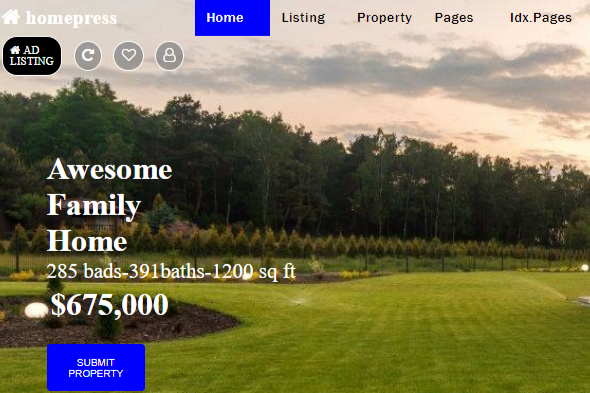 homepress
Home Listing Property Pages Idx.Pages
AD
LISTING
Awesome
Family
Home
285 bads-391baths-1200 sq ft
$675,000
SUBMIT
PROPERTY